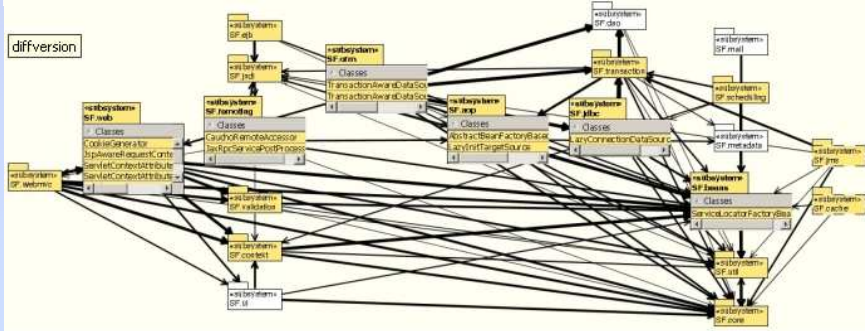 diffversion
«subsystem»
SF.ejb
«subsystem»
SF.jndi
«subsystem»
SF.orm
Classes
TransactionAwareDataSou
TransactionAwareDataSou
«subsystem»
SF.dao
«subsystem»
SF.transaction
«subsystem»
SF.mail
«subsystem»
SF.scheduling
«subsystem»
SF.web
Classes
CookieGenerator
JspAwareRequestConte
ServletContextAttribute
ServletContextAttribute
«subsystem»
SF.remoting
Classes
CauchoRemoteAccessor
JaxRpcServicePostProcess
«subsystem»
SF.aop
Classes
AbstractBeanFactoryBased
LazyInitTargetSource
«subsystem»
SF.jdbc
Classes
LazyConnectionDataSourc
«subsystem»
SF.metadata
«subsystem»
SF.jms
«subsystem»
SF.webmvc
«subsystem»
SF.validation
«subsystem»
SF.beans
Classes
ServiceLocatorFactoryBea
«subsystem»
SF.cache
«subsystem»
SF.context
«subsystem»
SF.util
«subsystem»
SF.ui
«subsystem»
SF.core